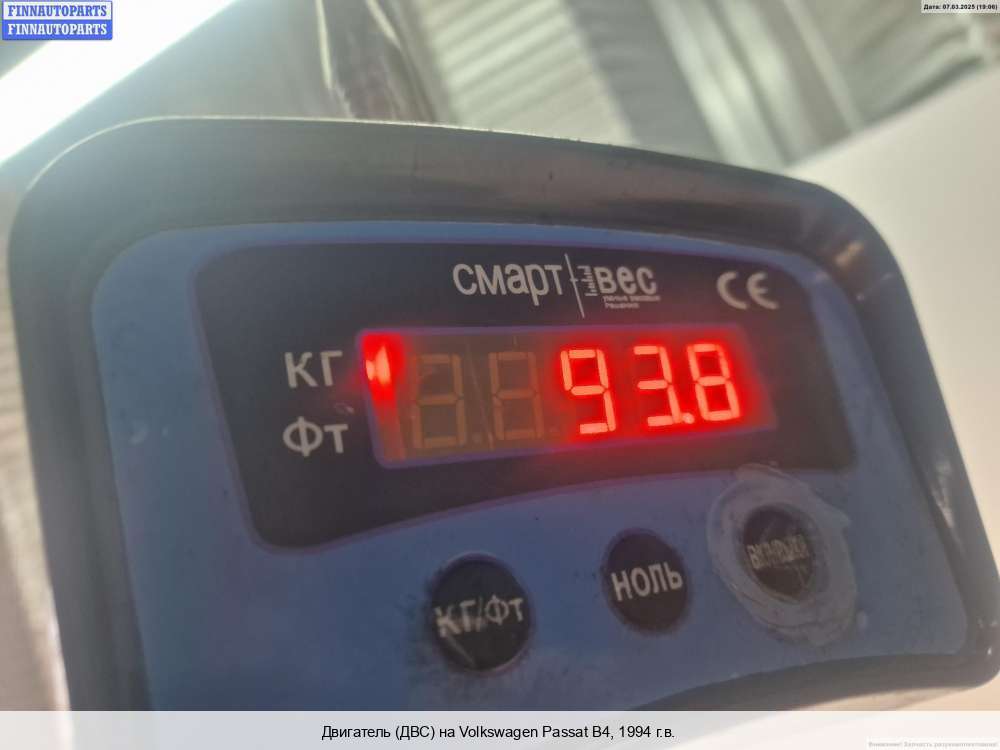 FINNAUTOPARTS
FINNAUTOPARTS
Дата: 07.03.2025 (19:06)
смарт вес
CE
КГ
ФТ
93.8
КГ/ФТ
НОЛЬ
Двигатель (ДВС) на Volkswagen Passat B4, 1994 г.в.